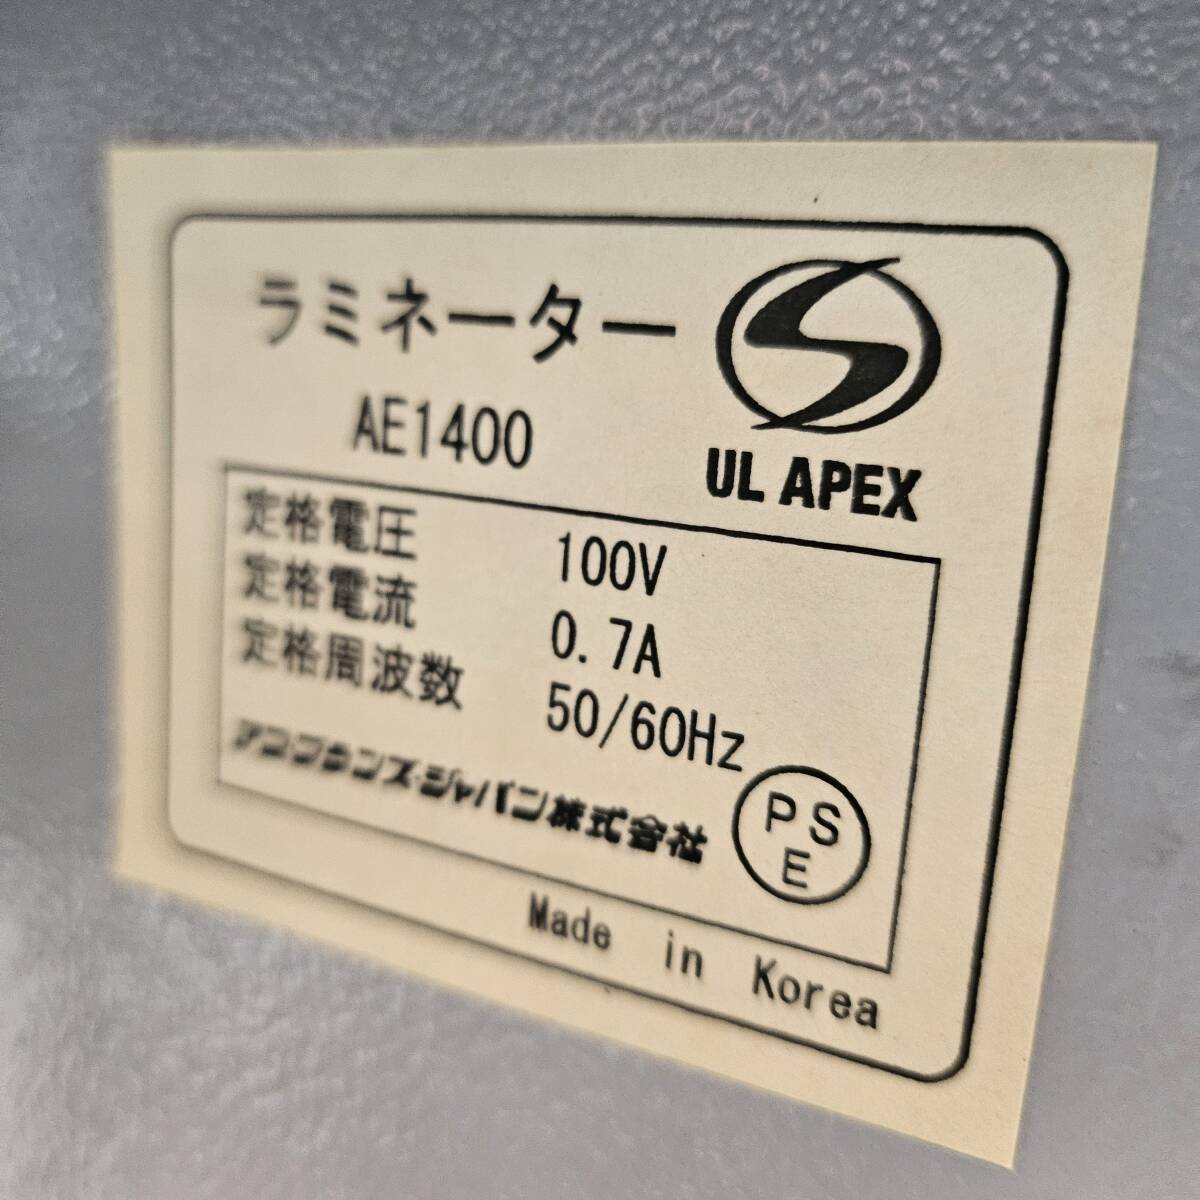 ラミネーター
UL APEX
AE1400
定格電圧 100V
定格電流 0.7A
定格周波数 50/60Hz
アコブランズ・ジャパン株式会社
PS
E
Made in Korea